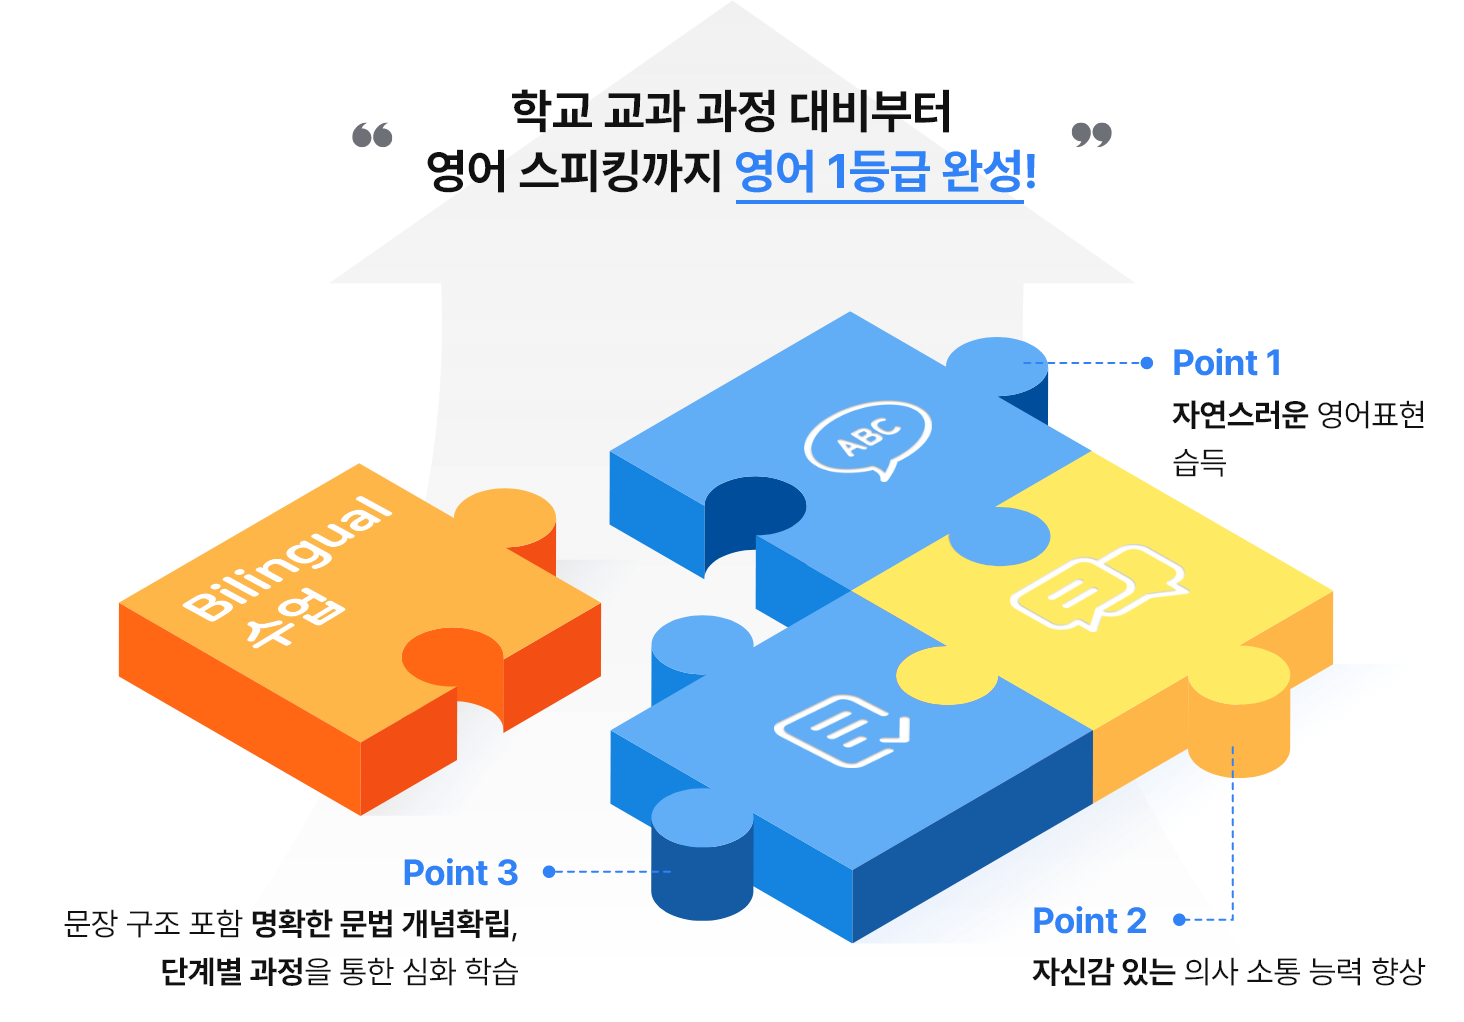 “ 학교 교과 과정 대비부터 ”
영어 스피킹까지 영어 1등급 완성!
Point 1
자연스러운 영어표현
습득
ABC
Bilingual
수업
Point 3
문장 구조 포함 명확한 문법 개념확립,
단계별 과정을 통한 심화 학습
Point 2
자신감 있는 의사 소통 능력 향상